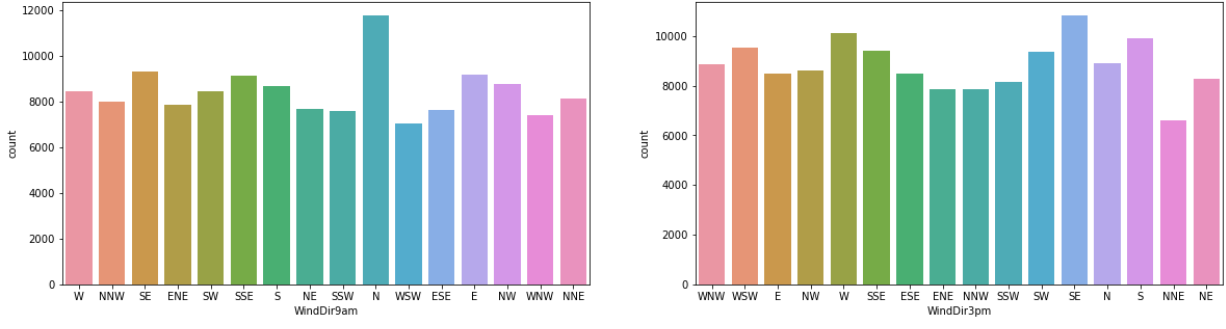 12000
10000
8000
6000
4000
2000
0
count
W NNW SE ENE SW SSE S NE SSW N WSW ESE E NW WNW NNE
WindDir9am
10000
8000
6000
4000
2000
0
count
WNW WSW E NW W SSE ESE ENE NNW SSW SW SE N S NNE NE
WindDir3pm